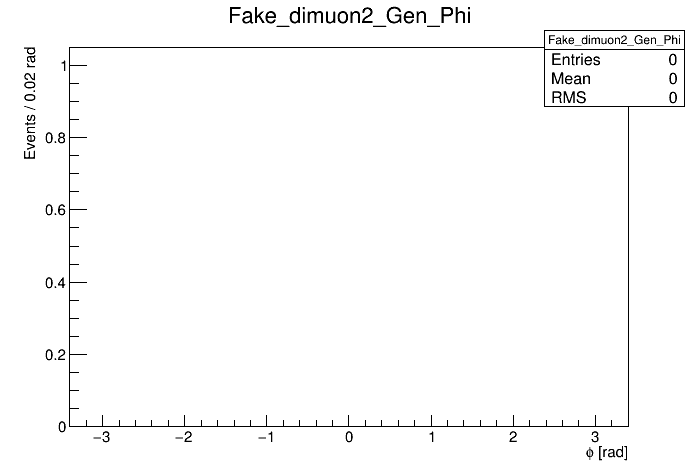 Fake_dimuon2_Gen_Phi
Fake_dimuon2_Gen_Phi
Entries 0
Mean 0
RMS 0
Events / 0.02 rad
1
0.8
0.6
0.4
0.2
0
−3 −2 −1 0 1 2 3
ϕ [rad]